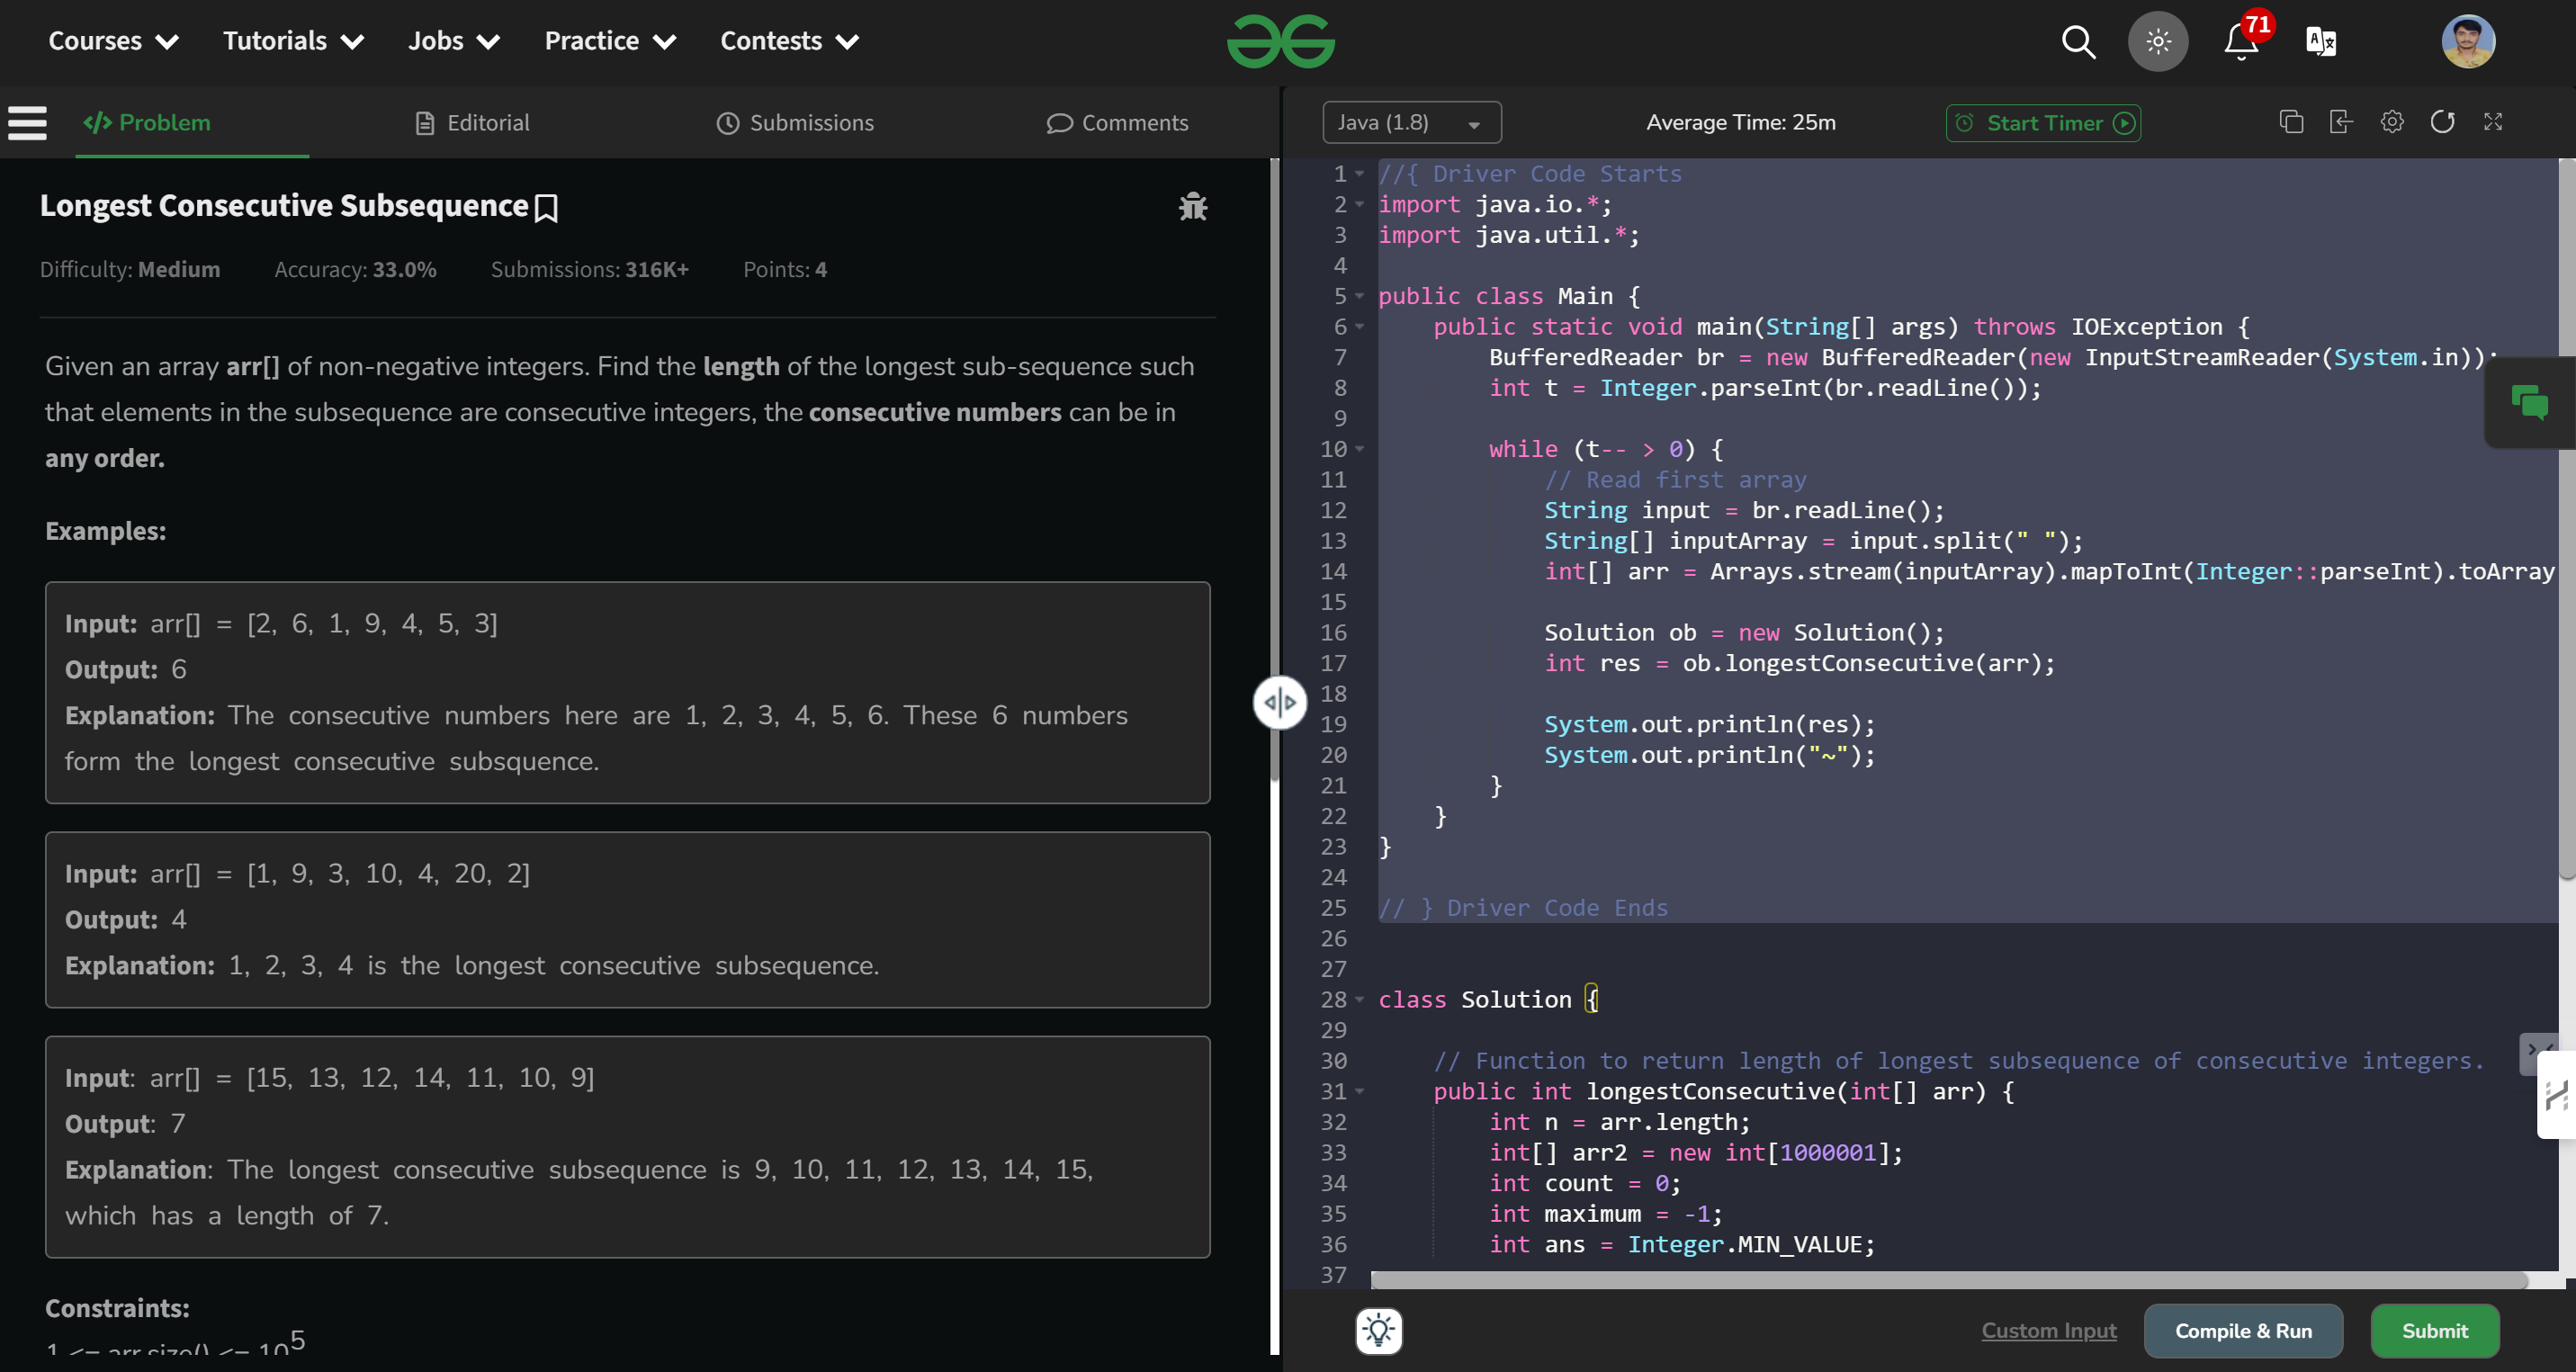 Courses Tutorials Jobs Practice Contests 71
Problem Editorial Submissions Comments
Longest Consecutive Subsequence
Difficulty: Medium Accuracy: 33.0% Submissions: 316K+ Points: 4
Given an array arr[] of non-negative integers. Find the length of the longest sub-sequence such
that elements in the subsequence are consecutive integers, the consecutive numbers can be in
any order.
Examples:
Input: arr[] = [2, 6, 1, 9, 4, 5, 3]
Output: 6
Explanation: The consecutive numbers here are 1, 2, 3, 4, 5, 6. These 6 numbers
form the longest consecutive subsquence.
Input: arr[] = [1, 9, 3, 10, 4, 20, 2]
Output: 4
Explanation: 1, 2, 3, 4 is the longest consecutive subsequence.
Input: arr[] = [15, 13, 12, 14, 11, 10, 9]
Output: 7
Explanation: The longest consecutive subsequence is 9, 10, 11, 12, 13, 14, 15,
which has a length of 7.
Constraints:
1 <= arr.size() <= 10^5
Java (1.8) Average Time: 25m Start Timer
1 //{ Driver Code Starts
2 import java.io.*;
3 import java.util.*;
4
5 public class Main {
6 public static void main(String[] args) throws IOException {
7 BufferedReader br = new BufferedReader(new InputStreamReader(System.in));
8 int t = Integer.parseInt(br.readLine());
9
10 while (t-- > 0) {
11 // Read first array
12 String input = br.readLine();
13 String[] inputArray = input.split(" ");
14 int[] arr = Arrays.stream(inputArray).mapToInt(Integer::parseInt).toArray
15
16 Solution ob = new Solution();
17 int res = ob.longestConsecutive(arr);
18
19 System.out.println(res);
20 System.out.println("~");
21 }
22 }
23 }
24
25 // } Driver Code Ends
26
27
28 class Solution {
29
30 // Function to return length of longest subsequence of consecutive integers.
31 public int longestConsecutive(int[] arr) {
32 int n = arr.length;
33 int[] arr2 = new int[1000001];
34 int count = 0;
35 int maximum = -1;
36 int ans = Integer.MIN_VALUE;
37
Custom Input Compile & Run Submit